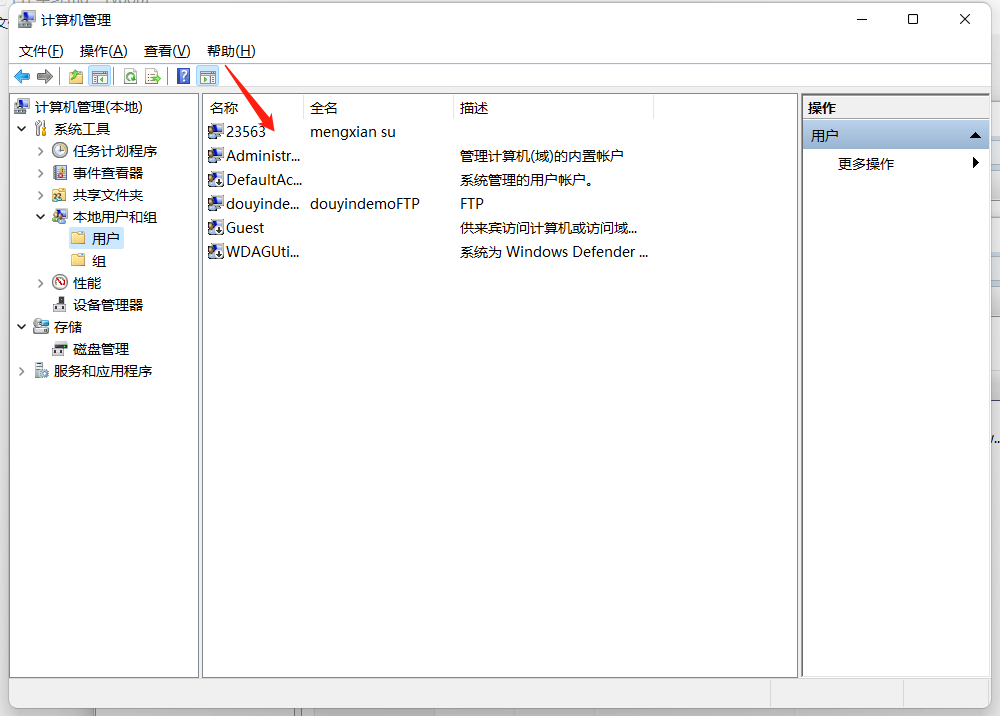 计算机管理
文件(F) 操作(A) 查看(V) 帮助(H)
计算机管理(本地)
系统工具
任务计划程序
事件查看器
共享文件夹
本地用户和组
用户
组
性能
设备管理器
存储
磁盘管理
服务和应用程序
名称 全名 描述
23563 mengxian su
Administr... 管理计算机(域)的内置帐户
DefaultAc... 系统管理的用户帐户。
douyinde... douyindemoFTP FTP
Guest 供来宾访问计算机或访问域...
WDAGUti... 系统为 Windows Defender ...
操作
用户
更多操作